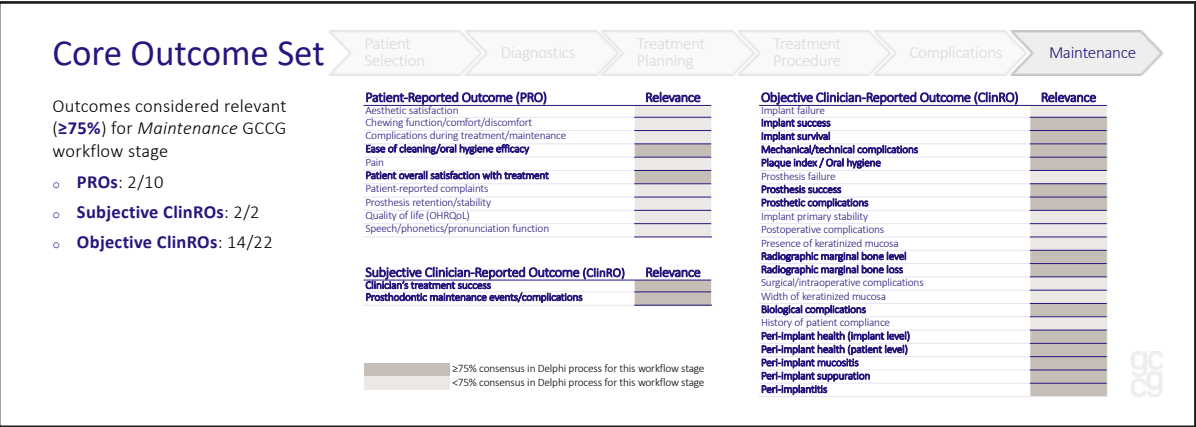 Core Outcome Set
Patient
Selection
Diagnostics
Treatment
Planning
Treatment
Procedure
Complications
Maintenance
Outcomes considered relevant
(≥75%) for Maintenance GCCG
workflow stage
o PROs: 2/10
o Subjective ClinROs: 2/2
o Objective ClinROs: 14/22
Patient-Reported Outcome (PRO) Relevance
Aesthetic satisfaction
Chewing function/comfort/discomfort
Complications during treatment/maintenance
Ease of cleaning/oral hygiene efficacy
Pain
Patient overall satisfaction with treatment
Patient-reported complaints
Prosthesis retention/stability
Quality of life (OHRQoL)
Speech/phonetics/pronunciation function
Subjective Clinician-Reported Outcome (ClinRO) Relevance
Clinician's treatment success
Prosthodontic maintenance events/complications
≥75% consensus in Delphi process for this workflow stage
<75% consensus in Delphi process for this workflow stage
Objective Clinician-Reported Outcome (ClinRO) Relevance
Implant failure
Implant success
Implant survival
Mechanical/technical complications
Plaque index / Oral hygiene
Prosthesis failure
Prosthesis success
Prosthetic complications
Implant primary stability
Postoperative complications
Presence of keratinized mucosa
Radiographic marginal bone level
Radiographic marginal bone loss
Surgical/intraoperative complications
Width of keratinized mucosa
Biological complications
History of patient compliance
Peri-implant health (implant level)
Peri-implant health (patient level)
Peri-implant mucositis
Peri-implant suppuration
Peri-implantitis
gc
cg